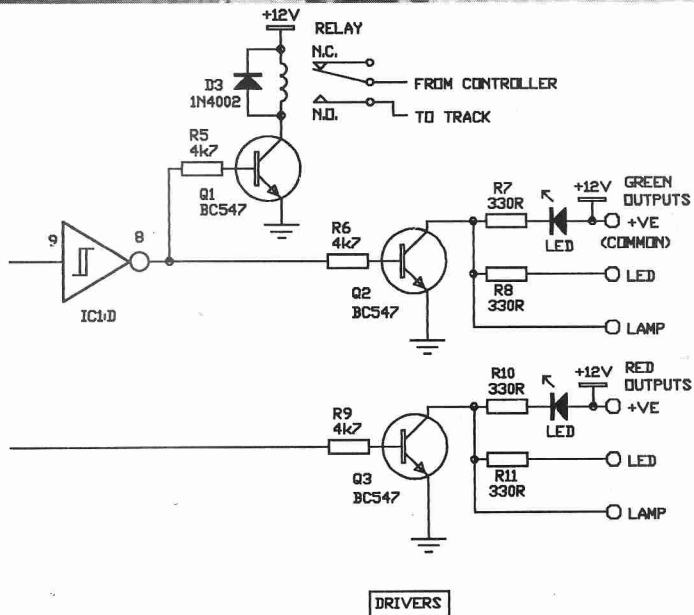 +12V
RELAY
N.C.
D3
1N4002
FROM CONTROLLER
N.O.
TO TRACK
R5
4k7
Q1
BC547
9
8
IC1:D
R6
4k7
Q2
BC547
R7
330R
LED
+12V
GREEN
OUTPUTS
+VE
(COMMON)
R8
330R
LED
LAMP
R9
4k7
Q3
BC547
R10
330R
LED
+12V
RED
OUTPUTS
+VE
R11
330R
LED
LAMP
DRIVERS